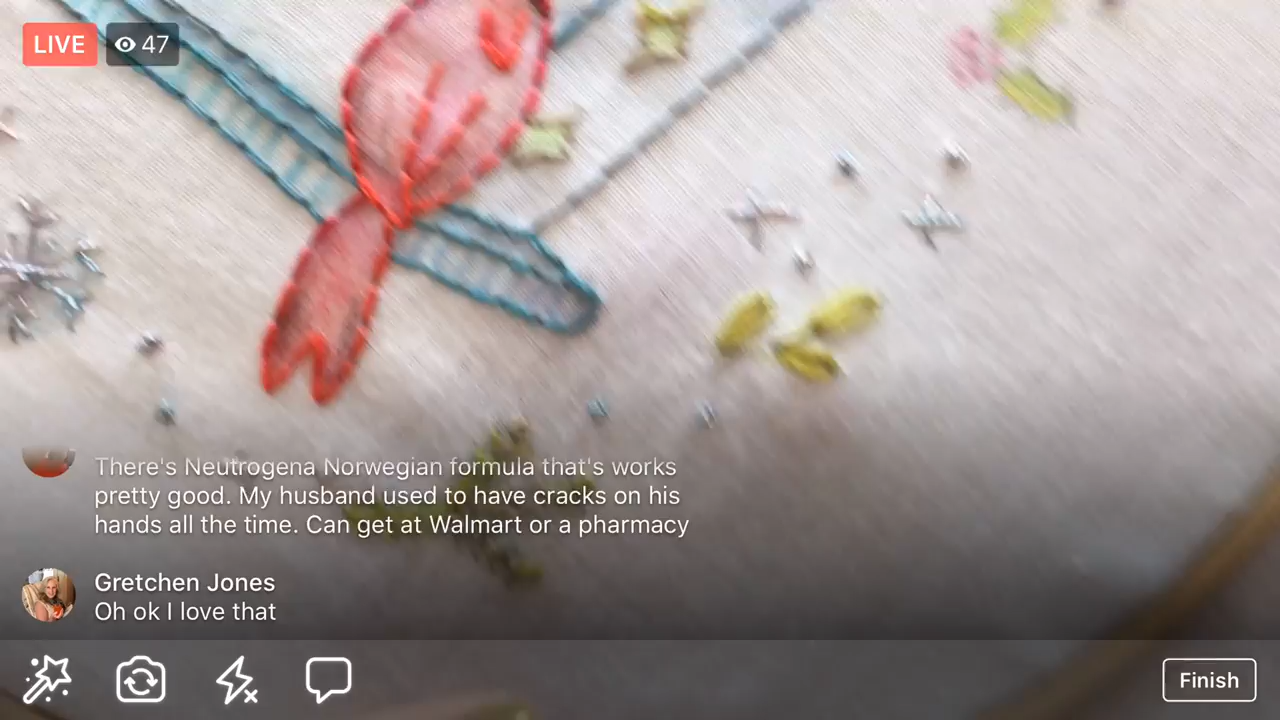 LIVE
47
There's Neutrogena Norwegian formula that's works
pretty good. My husband used to have cracks on his
hands all the time. Can get at Walmart or a pharmacy
Gretchen Jones
Oh ok I love that
Finish